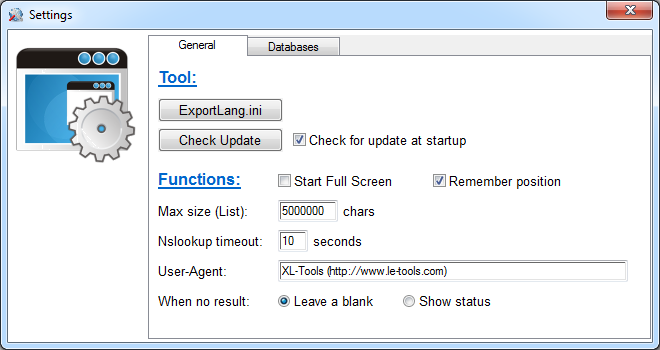 Settings
General Databases
Tool:
ExportLang.ini
Check Update Check for update at startup
Functions: Start Full Screen Remember position
Max size (List): 5000000 chars
Nslookup timeout: 10 seconds
User-Agent: XL-Tools (http://www.le-tools.com)
When no result: Leave a blank Show status